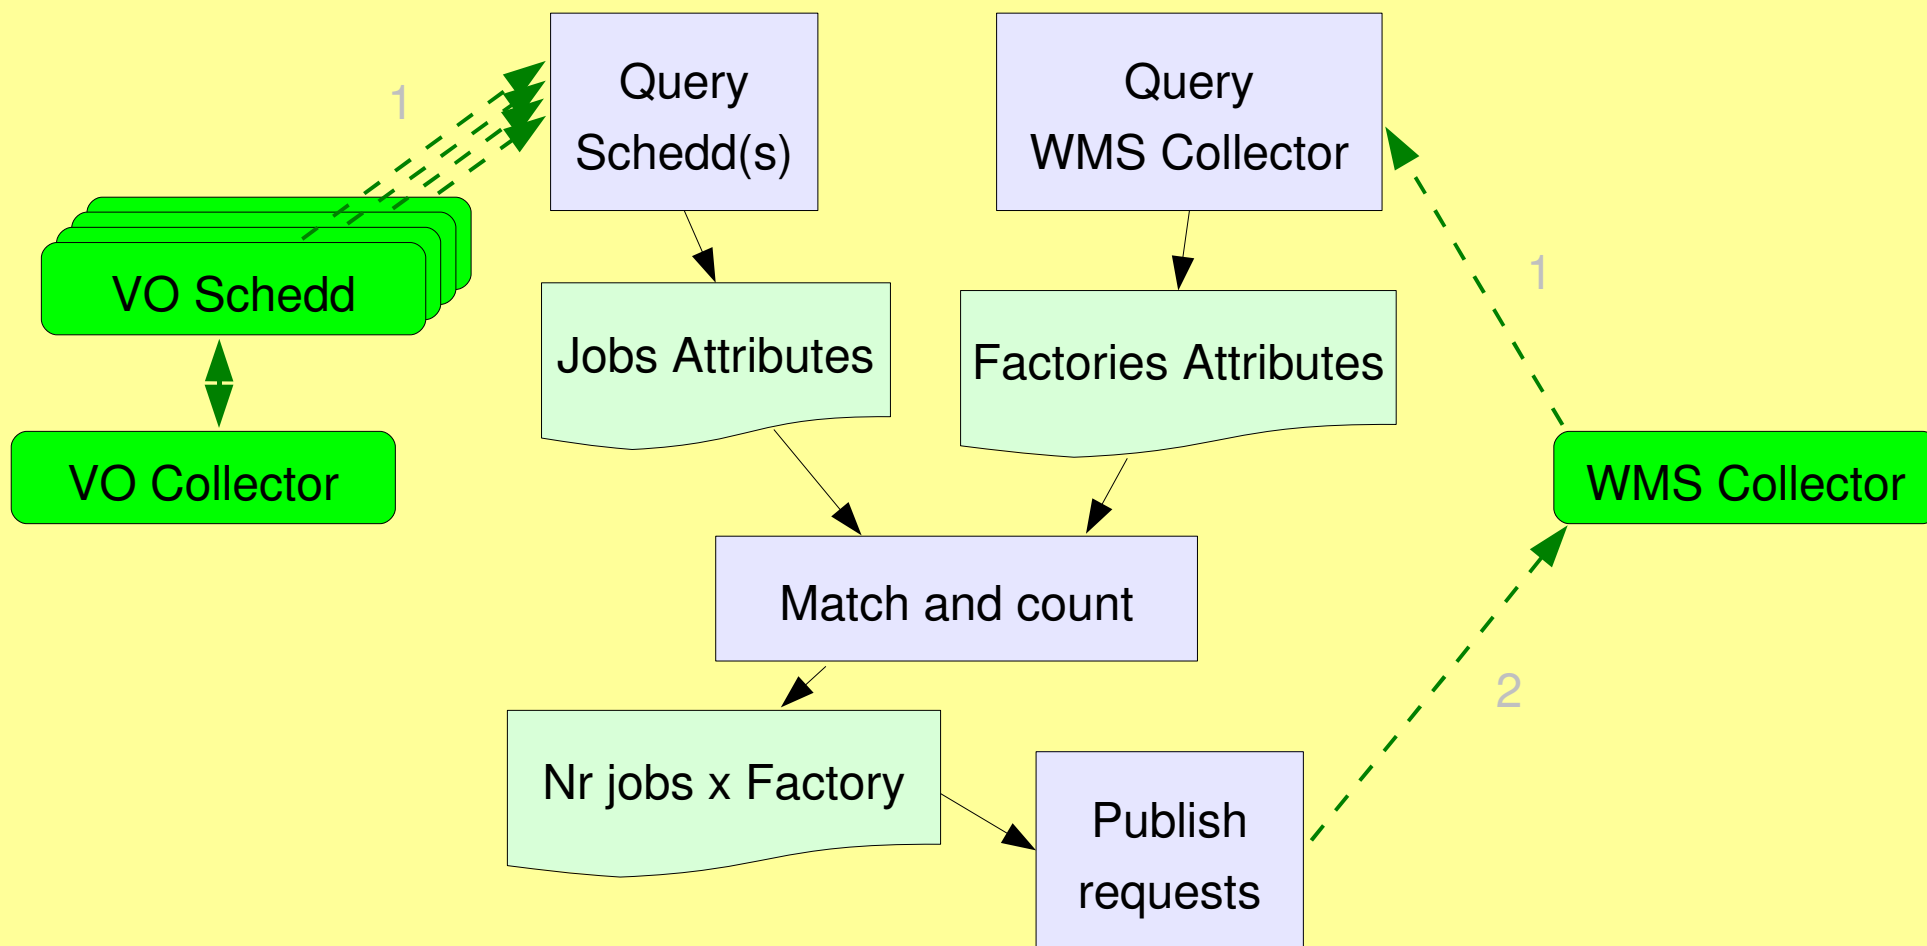 1
Query
Schedd(s)
Query
WMS Collector
1
VO Schedd
Jobs Attributes
Factories Attributes
VO Collector
WMS Collector
Match and count
2
Nr jobs x Factory
Publish
requests